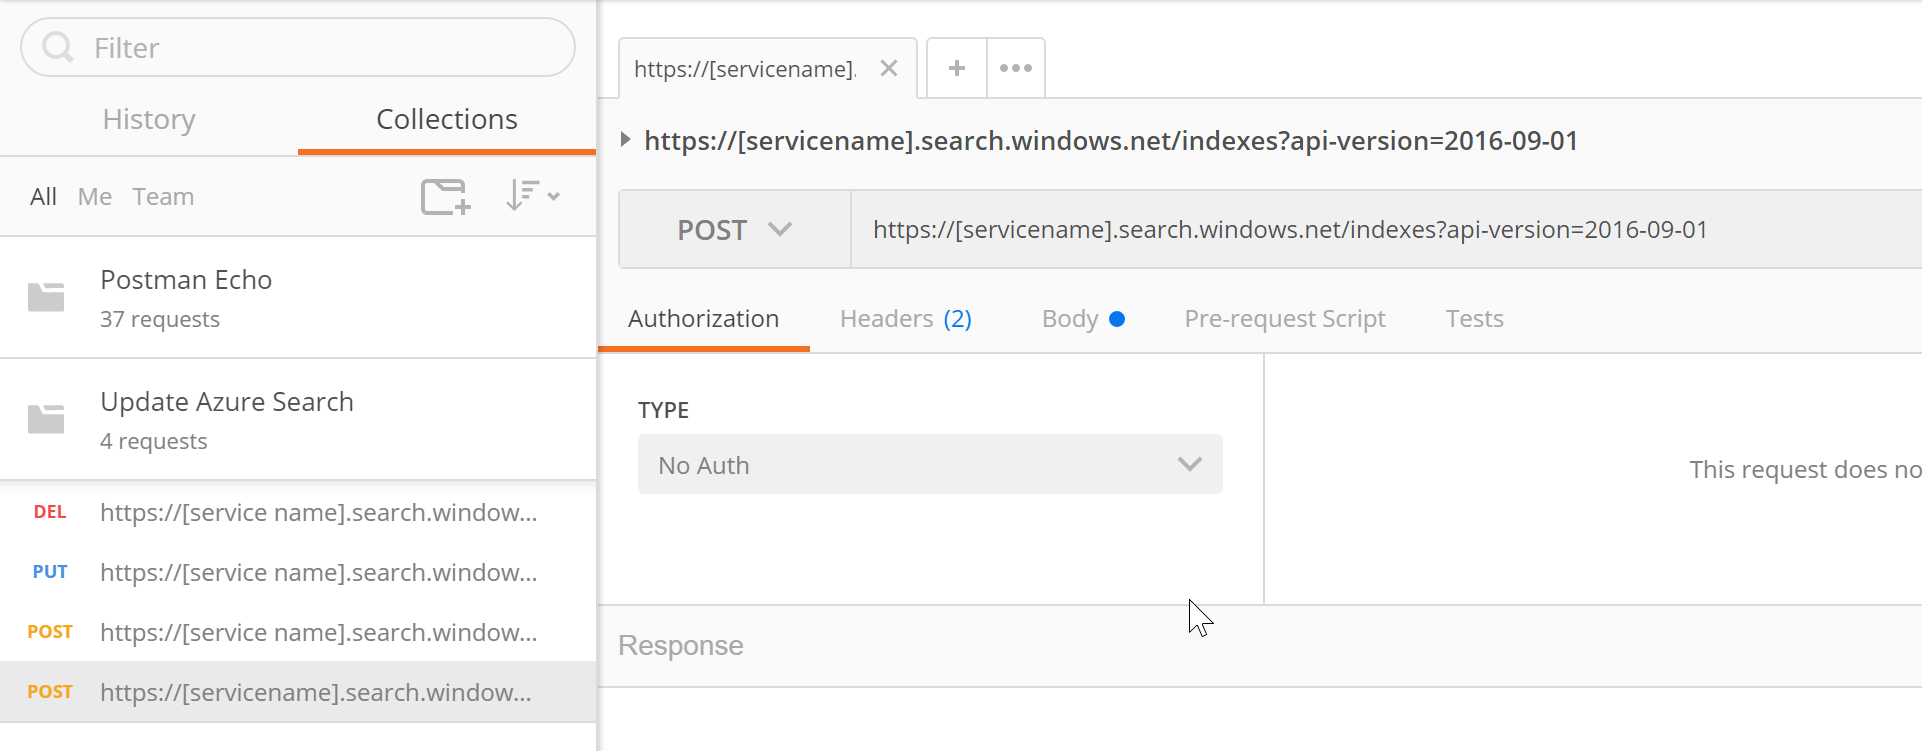 Filter
History
Collections
All Me Team
Postman Echo
37 requests
Update Azure Search
4 requests
DEL https://[service name].search.window...
PUT https://[service name].search.window...
POST https://[service name].search.window...
POST https://[servicename].search.window...
https://[servicename].
https://[servicename].search.windows.net/indexes?api-version=2016-09-01
POST https://[servicename].search.windows.net/indexes?api-version=2016-09-01
Authorization Headers (2) Body Pre-request Script Tests
TYPE
No Auth
This request does no
Response